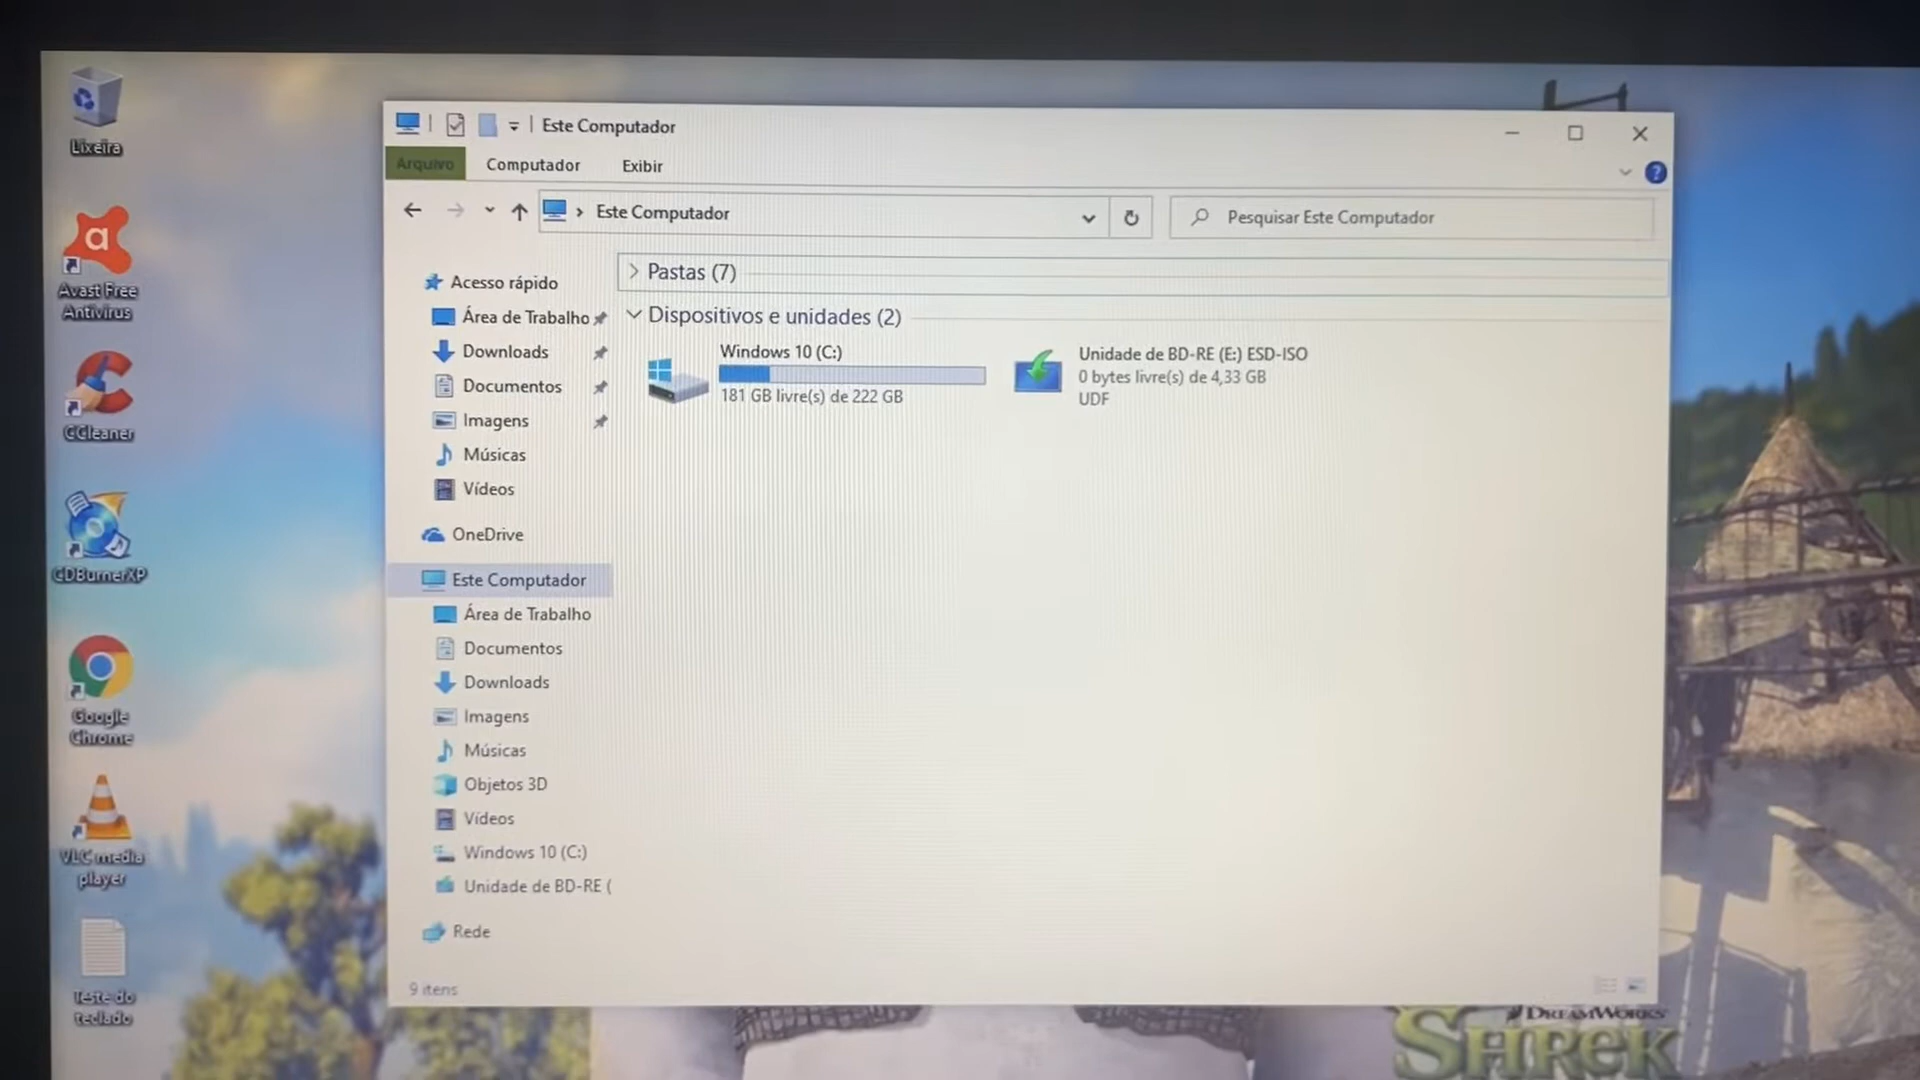 Lixeira
Avast Free
Antivirus
CCleaner
CDBurnerXP
Google
Chrome
VLC media
player
Teste do
teclado
Este Computador
Arquivo
Computador
Exibir
?
Este Computador
Pesquisar Este Computador
Acesso rápido
Área de Trabalho
Downloads
Documentos
Imagens
Músicas
Vídeos
OneDrive
Este Computador
Área de Trabalho
Documentos
Downloads
Imagens
Músicas
Objetos 3D
Vídeos
Windows 10 (C:)
Unidade de BD-RE (
Rede
Pastas (7)
Dispositivos e unidades (2)
Windows 10 (C:)
181 GB livre(s) de 222 GB
Unidade de BD-RE (E:) ESD-ISO
0 bytes livre(s) de 4,33 GB
UDF
9 itens
DREAMWORKS
SHREK